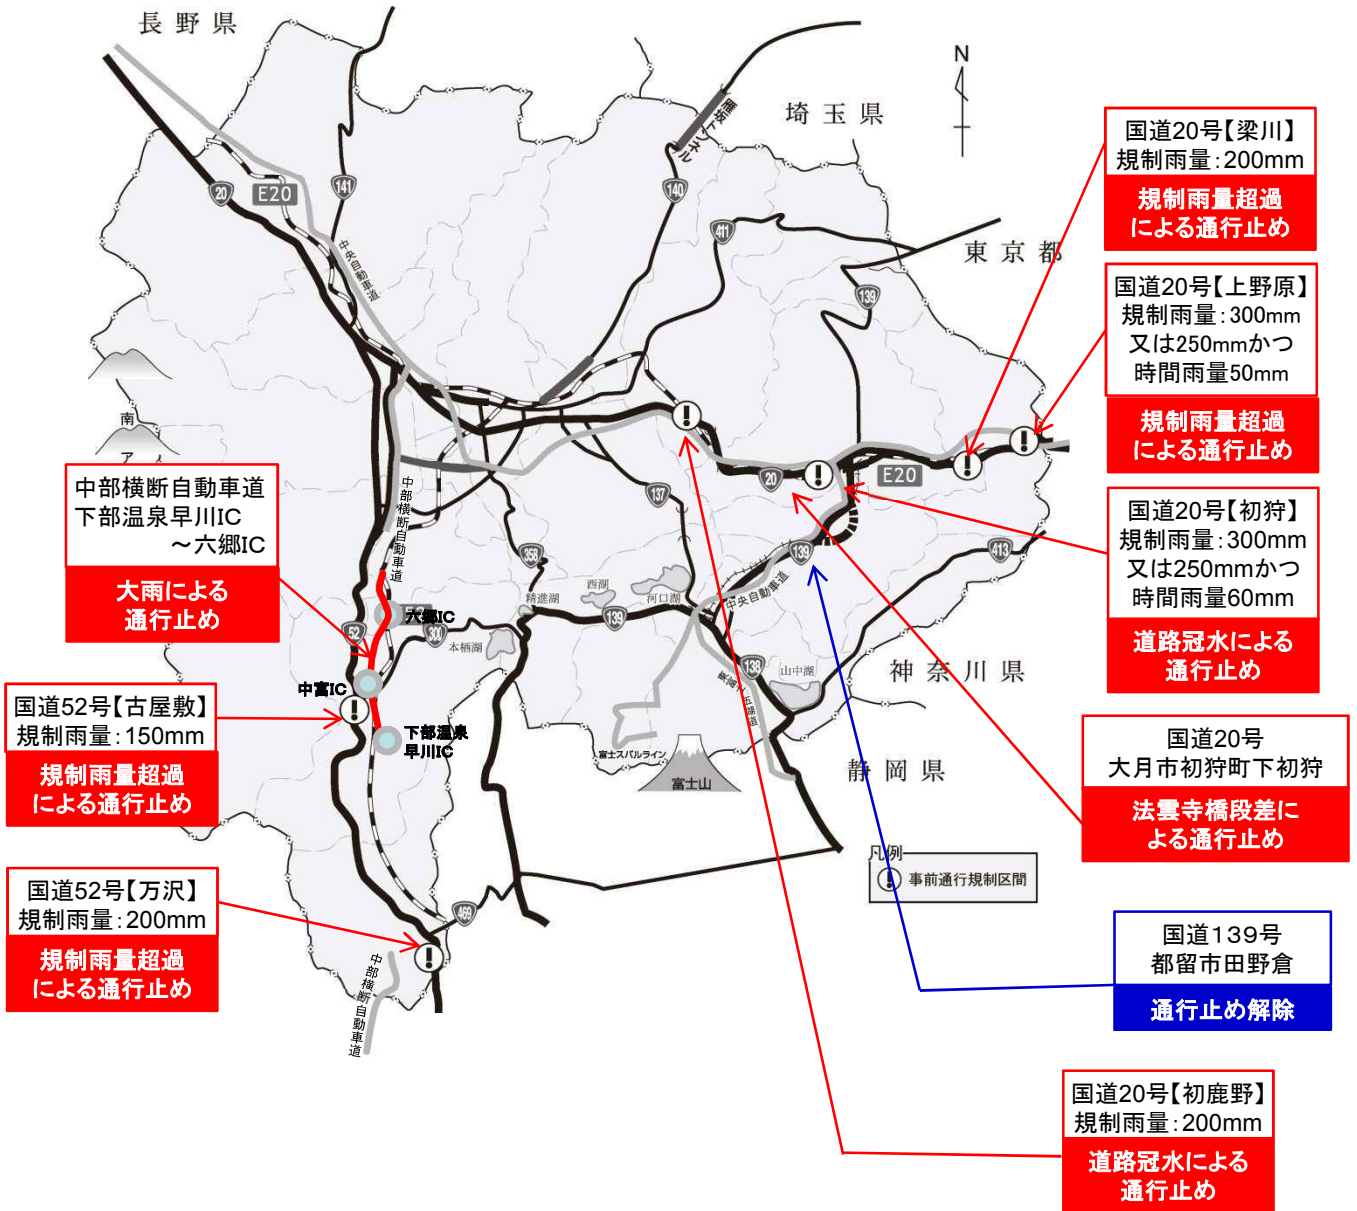 長野県
埼玉県
東京都
神奈川県
静岡県
N
雁坂トンネル
20
E20
141
140
411
139
中央自動車道
南
ア
中部横断自動車道
137
20
E20
358
139
413
西湖
河口湖
精進湖
139
中央自動車道
52
六郷IC
300
本栖湖
138
山中湖
東富士五湖道
中富IC
下部温泉
早川IC
富士スバルライン
富士山
469
中部横断自動車道
凡例
事前通行規制区間
国道20号【梁川】
規制雨量:200mm
規制雨量超過
による通行止め
国道20号【上野原】
規制雨量:300mm
又は250mmかつ
時間雨量50mm
規制雨量超過
による通行止め
国道20号【初狩】
規制雨量:300mm
又は250mmかつ
時間雨量60mm
道路冠水による
通行止め
国道20号
大月市初狩町下初狩
法雲寺橋段差に
よる通行止め
国道139号
都留市田野倉
通行止め解除
国道20号【初鹿野】
規制雨量:200mm
道路冠水による
通行止め
中部横断自動車道
下部温泉早川IC
～六郷IC
大雨による
通行止め
国道52号【古屋敷】
規制雨量:150mm
規制雨量超過
による通行止め
国道52号【万沢】
規制雨量:200mm
規制雨量超過
による通行止め